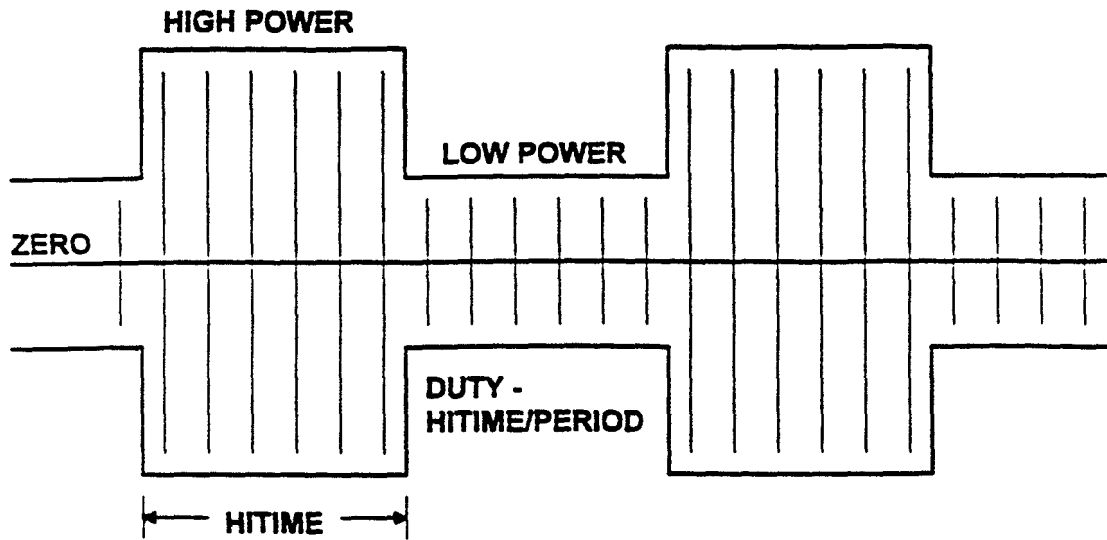 HIGH POWER
LOW POWER
ZERO
DUTY -
HITIME/PERIOD
HITIME